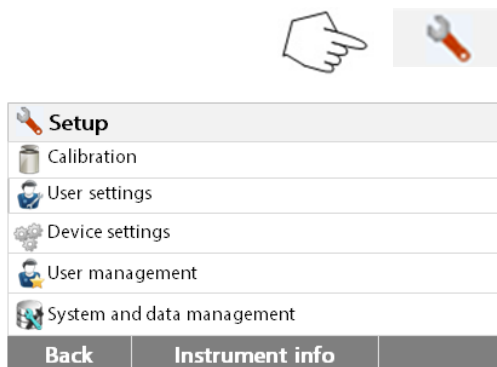 Setup
Calibration
User settings
Device settings
User management
System and data management
Back Instrument info